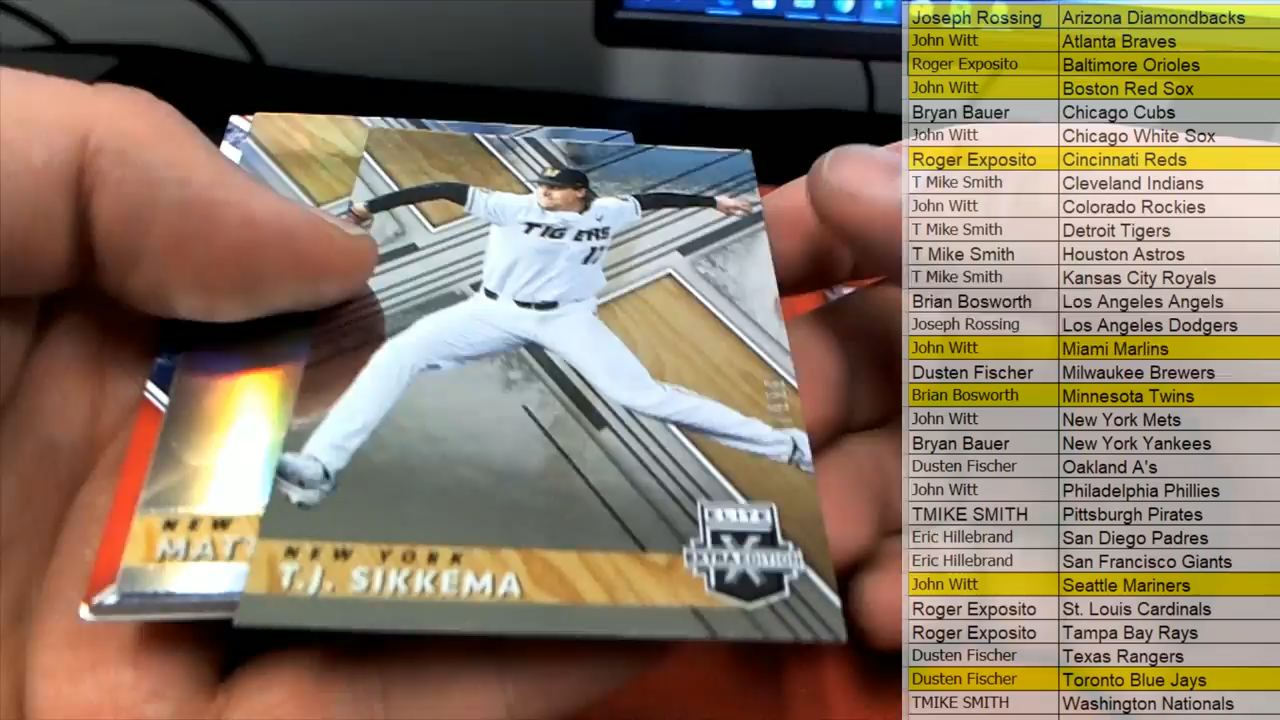 TIGERS
NEW YORK
T.J. SIKKEMA
ELITE
X
EXTRA EDITION
NEW
MAT
Joseph Rossing Arizona Diamondbacks
John Witt Atlanta Braves
Roger Exposito Baltimore Orioles
John Witt Boston Red Sox
Bryan Bauer Chicago Cubs
John Witt Chicago White Sox
Roger Exposito Cincinnati Reds
T Mike Smith Cleveland Indians
John Witt Colorado Rockies
T Mike Smith Detroit Tigers
T Mike Smith Houston Astros
T Mike Smith Kansas City Royals
Brian Bosworth Los Angeles Angels
Joseph Rossing Los Angeles Dodgers
John Witt Miami Marlins
Dusten Fischer Milwaukee Brewers
Brian Bosworth Minnesota Twins
John Witt New York Mets
Bryan Bauer New York Yankees
Dusten Fischer Oakland A's
John Witt Philadelphia Phillies
TMIKE SMITH Pittsburgh Pirates
Eric Hillebrand San Diego Padres
Eric Hillebrand San Francisco Giants
John Witt Seattle Mariners
Roger Exposito St. Louis Cardinals
Roger Exposito Tampa Bay Rays
Dusten Fischer Texas Rangers
Dusten Fischer Toronto Blue Jays
TMIKE SMITH Washington Nationals